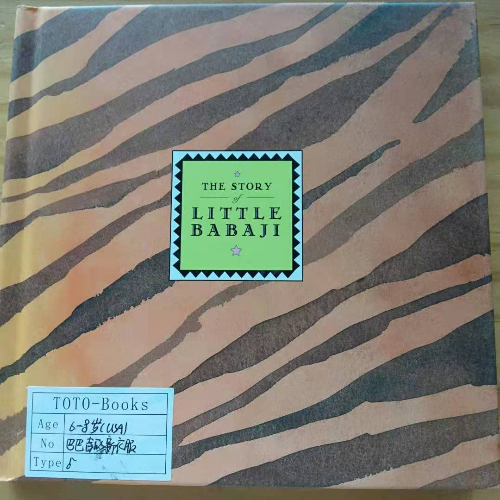 THE STORY
of
LITTLE
BABAJI
TOTO-Books
Age 6-8岁(USA)
No 巴巴吉的新衣服
Type 5